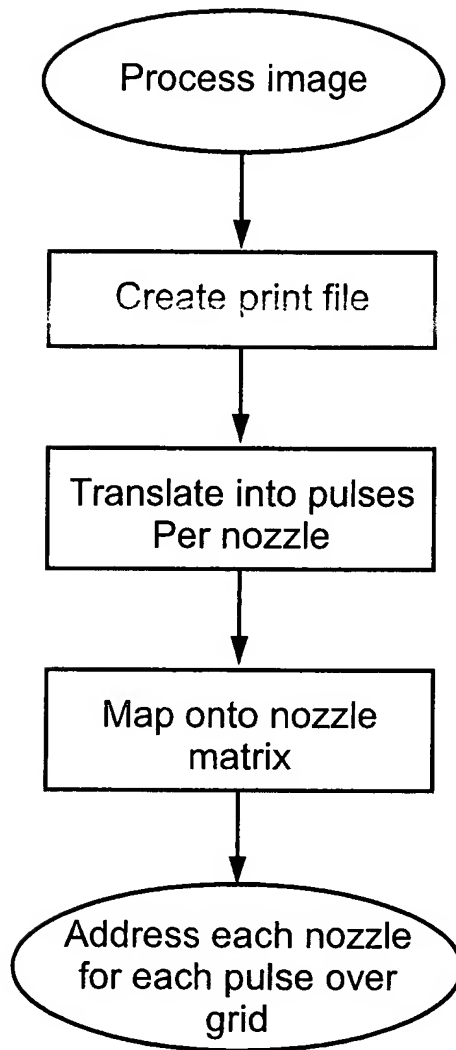 Process image
Create print file
Translate into pulses
Per nozzle
Map onto nozzle
matrix
Address each nozzle
for each pulse over
grid